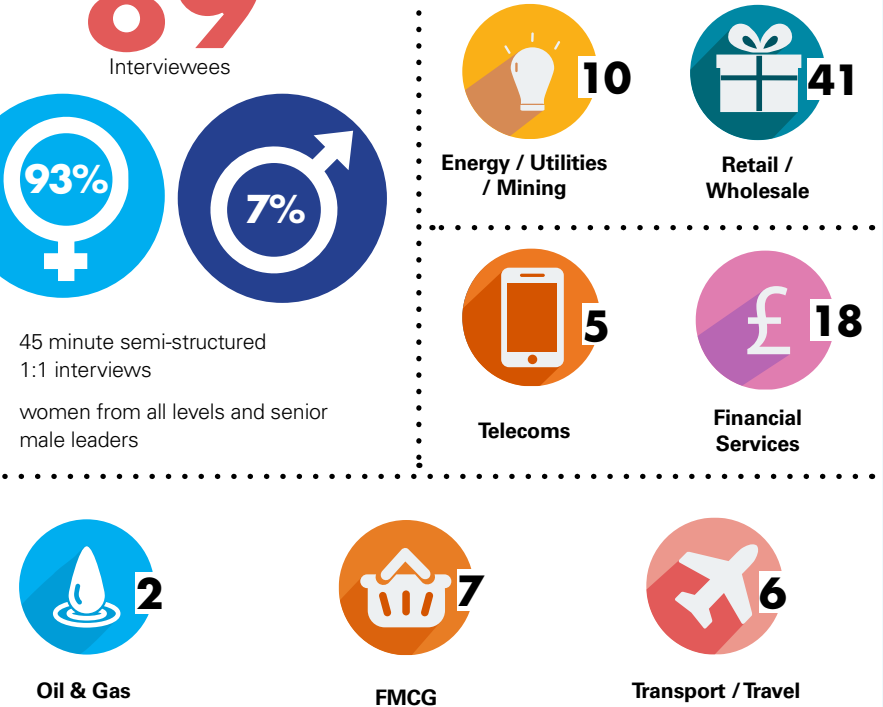 89
Interviewees
93%
7%
45 minute semi-structured
1:1 interviews
women from all levels and senior
male leaders
10
Energy / Utilities
/ Mining
41
Retail /
Wholesale
5
Telecoms
£
18
Financial
Services
2
Oil & Gas
7
FMCG
6
Transport / Travel